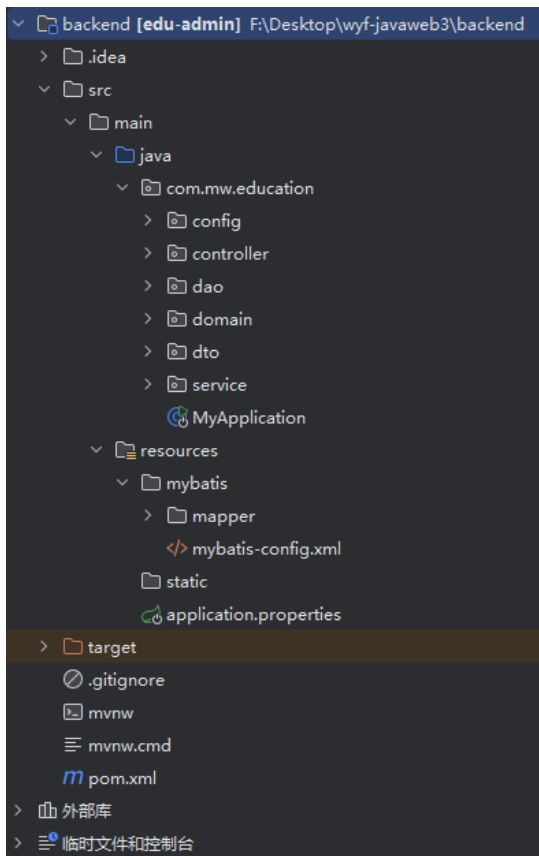 backend [edu-admin] F:\Desktop\wyf-javaweb3\backend
.idea
src
main
java
com.mw.education
config
controller
dao
domain
dto
service
MyApplication
resources
mybatis
mapper
mybatis-config.xml
static
application.properties
target
.gitignore
mvnw
mvnw.cmd
pom.xml
外部库
临时文件和控制台